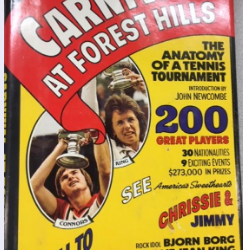 CARNI
AT FOREST HILLS
THE
ANATOMY
OF A TENNIS
TOURNAMENT
INTRODUCTION BY
JOHN NEWCOMBE
200
GREAT PLAYERS
30 NATIONALITIES
9 EXCITING EVENTS
$273,000 IN PRIZES
KING
CONNORS
SEE
America's Sweethearts
CHRISSIE &
JIMMY
ROCK IDOL BJORN BORG
TO